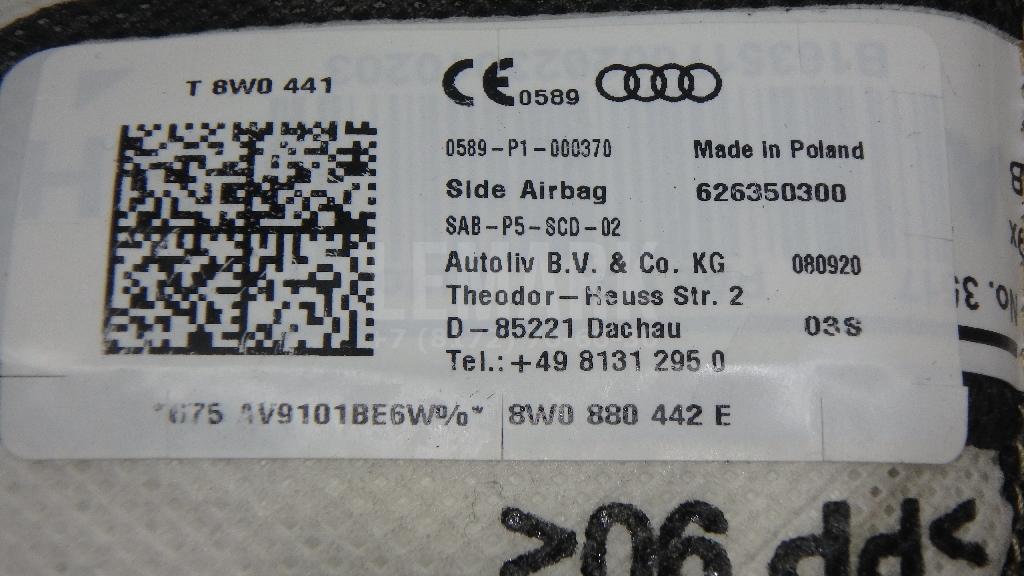 T 8W0 441
CE 0589
0589-P1-000370 Made in Poland
Side Airbag 626350300
SAB-P5-SCD-02
Autoliv B.V. & Co. KG 080920
Theodor-Heuss Str. 2
D-85221 Dachau 03S
Tel.: +49 8131 295 0
8W0 880 442 E
No. 3
>PP 90<